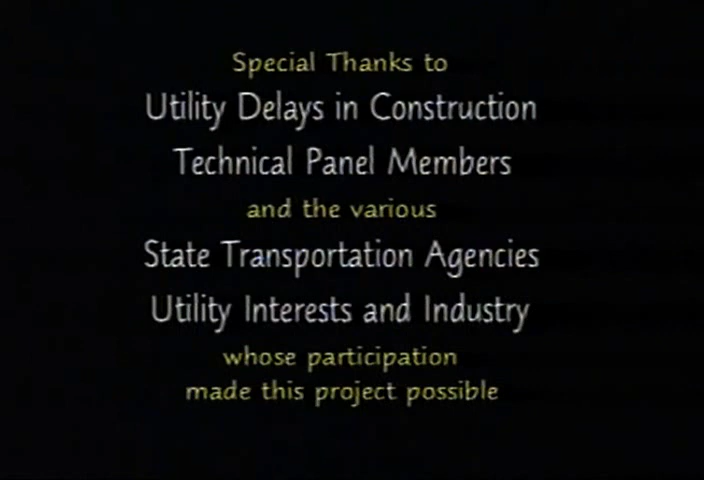 Special Thanks to
Utility Delays in Construction
Technical Panel Members
and the various
State Transportation Agencies
Utility Interests and Industry
whose participation
made this project possible